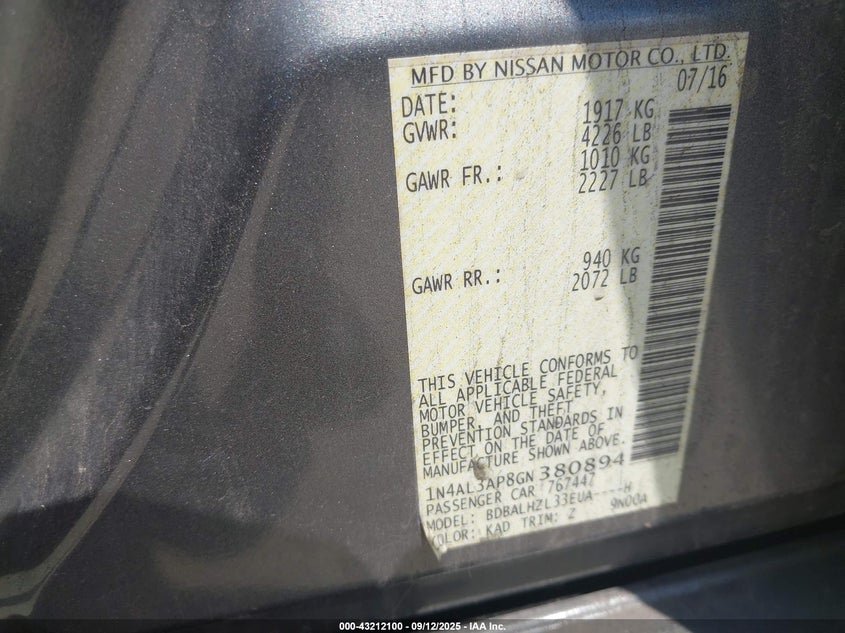 MFD BY NISSAN MOTOR CO., LTD.
DATE: 07/16
GVWR: 1917 KG
4226 LB
GAWR FR.: 1010 KG
2227 LB
GAWR RR.: 940 KG
2072 LB
THIS VEHICLE CONFORMS TO
ALL APPLICABLE FEDERAL
MOTOR VEHICLE SAFETY,
BUMPER, AND THEFT
PREVENTION STANDARDS IN
EFFECT ON THE DATE OF
MANUFACTURE SHOWN ABOVE.
1N4AL3AP8GN380894
PASSENGER CAR 76744Z
MODEL: BDBALHZL33EUA----H
COLOR: KAD TRIM: Z 9N00A
000-43212100 - 09/12/2025 - IAA Inc.